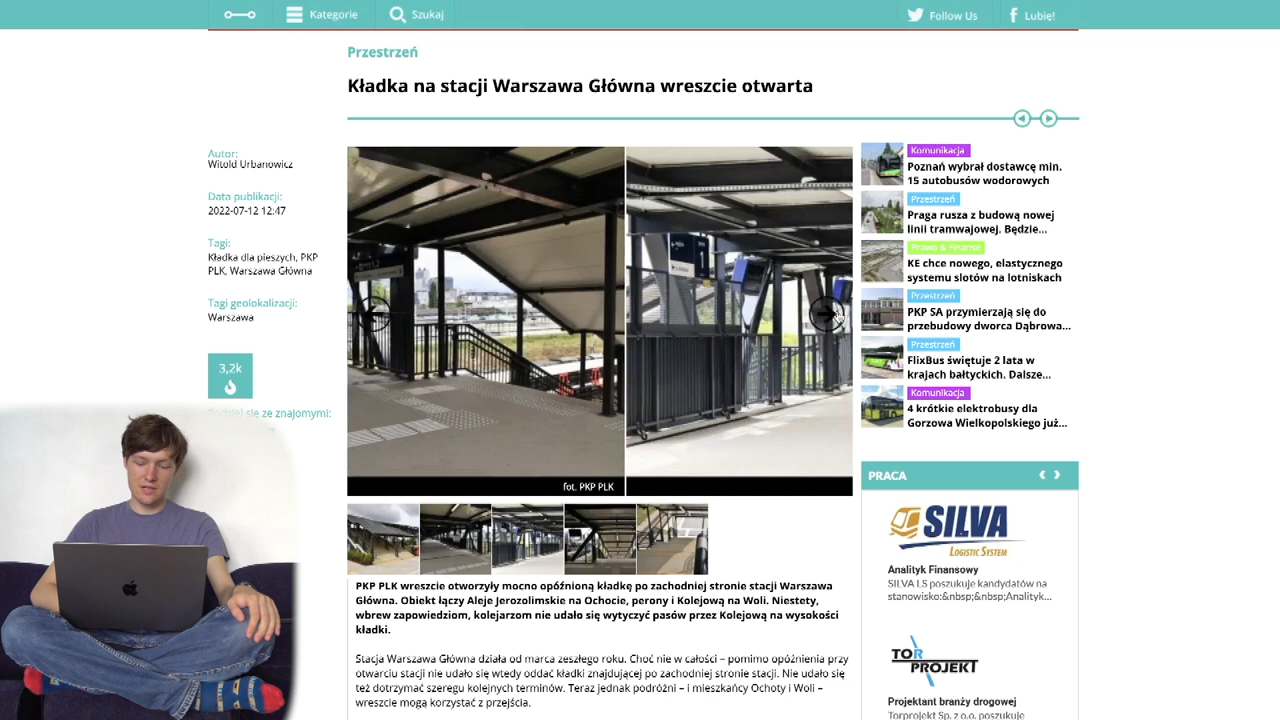 Kategorie
Szukaj
Follow Us
Lubię!
Przestrzeń
Kładka na stacji Warszawa Główna wreszcie otwarta
Autor:
Witold Urbanowicz
Data publikacji:
2022-07-12 12:47
Tagi:
Kładka dla pieszych, PKP
PLK, Warszawa Główna
Tagi geolokalizacji:
Warszawa
3,2k
się ze znajomymi:
fot. PKP PLK
PKP PLK wreszcie otworzyły mocno opóźnioną kładkę po zachodniej stronie stacji Warszawa
Główna. Obiekt łączy Aleje Jerozolimskie na Ochocie, perony i Kolejową na Woli. Niestety,
wbrew zapowiedziom, kolejarzom nie udało się wytyczyć pasów przez Kolejową na wysokości
kładki.
Stacja Warszawa Główna działa od marca zeszłego roku. Choć nie w całości – pomimo opóźnienia przy
otwarciu stacji nie udało się wtedy oddać kładki znajdującej po zachodniej stronie stacji. Nie udało się
też dotrzymać szeregu kolejnych terminów. Teraz jednak podróżni – i mieszkańcy Ochoty i Woli –
wreszcie mogą korzystać z przejścia.
Komunikacja
Poznań wybrał dostawcę min.
15 autobusów wodorowych
Przestrzeń
Praga rusza z budową nowej
linii tramwajowej. Będzie...
Prawo & Finanse
KE chce nowego, elastycznego
systemu slotów na lotniskach
Przestrzeń
PKP SA przymierzają się do
przebudowy dworca Dąbrowa...
Przestrzeń
FlixBus świętuje 2 lata w
krajach bałtyckich. Dalsze...
Komunikacja
4 krótkie elektrobusy dla
Gorzowa Wielkopolskiego już...
PRACA
SILVA
LOGISTIC SYSTEM
Analityk Finansowy
SILVA LS poszukuje kandydatów na
stanowisko:&nbsp;&nbsp;Analityk...
TOR
PROJEKT
Projektant branży drogowej
Torprojekt Sp. z o.o. poszukuje